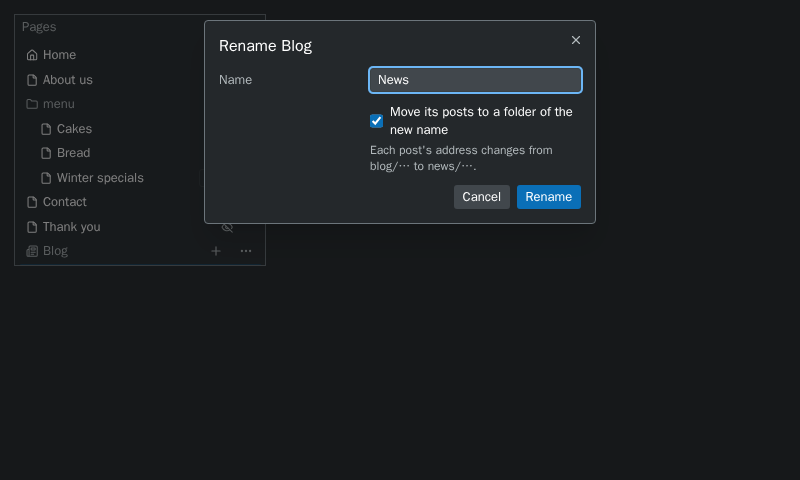 Pages
Home
About us
menu
Cakes
Bread
Winter specials
Contact
Thank you
Blog
Rename Blog
Name
News
Move its posts to a folder of the
new name
Each post's address changes from
blog/··· to news/···.
Cancel
Rename